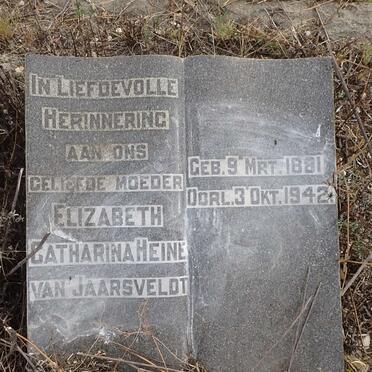 In Liefdevolle
Herinnering
aan ons
geliefde moeder
Elizabeth
Catharina Heine
van Jaarsveldt
Geb. 9 Mrt. 1881
Oorl. 3 Okt. 1942.